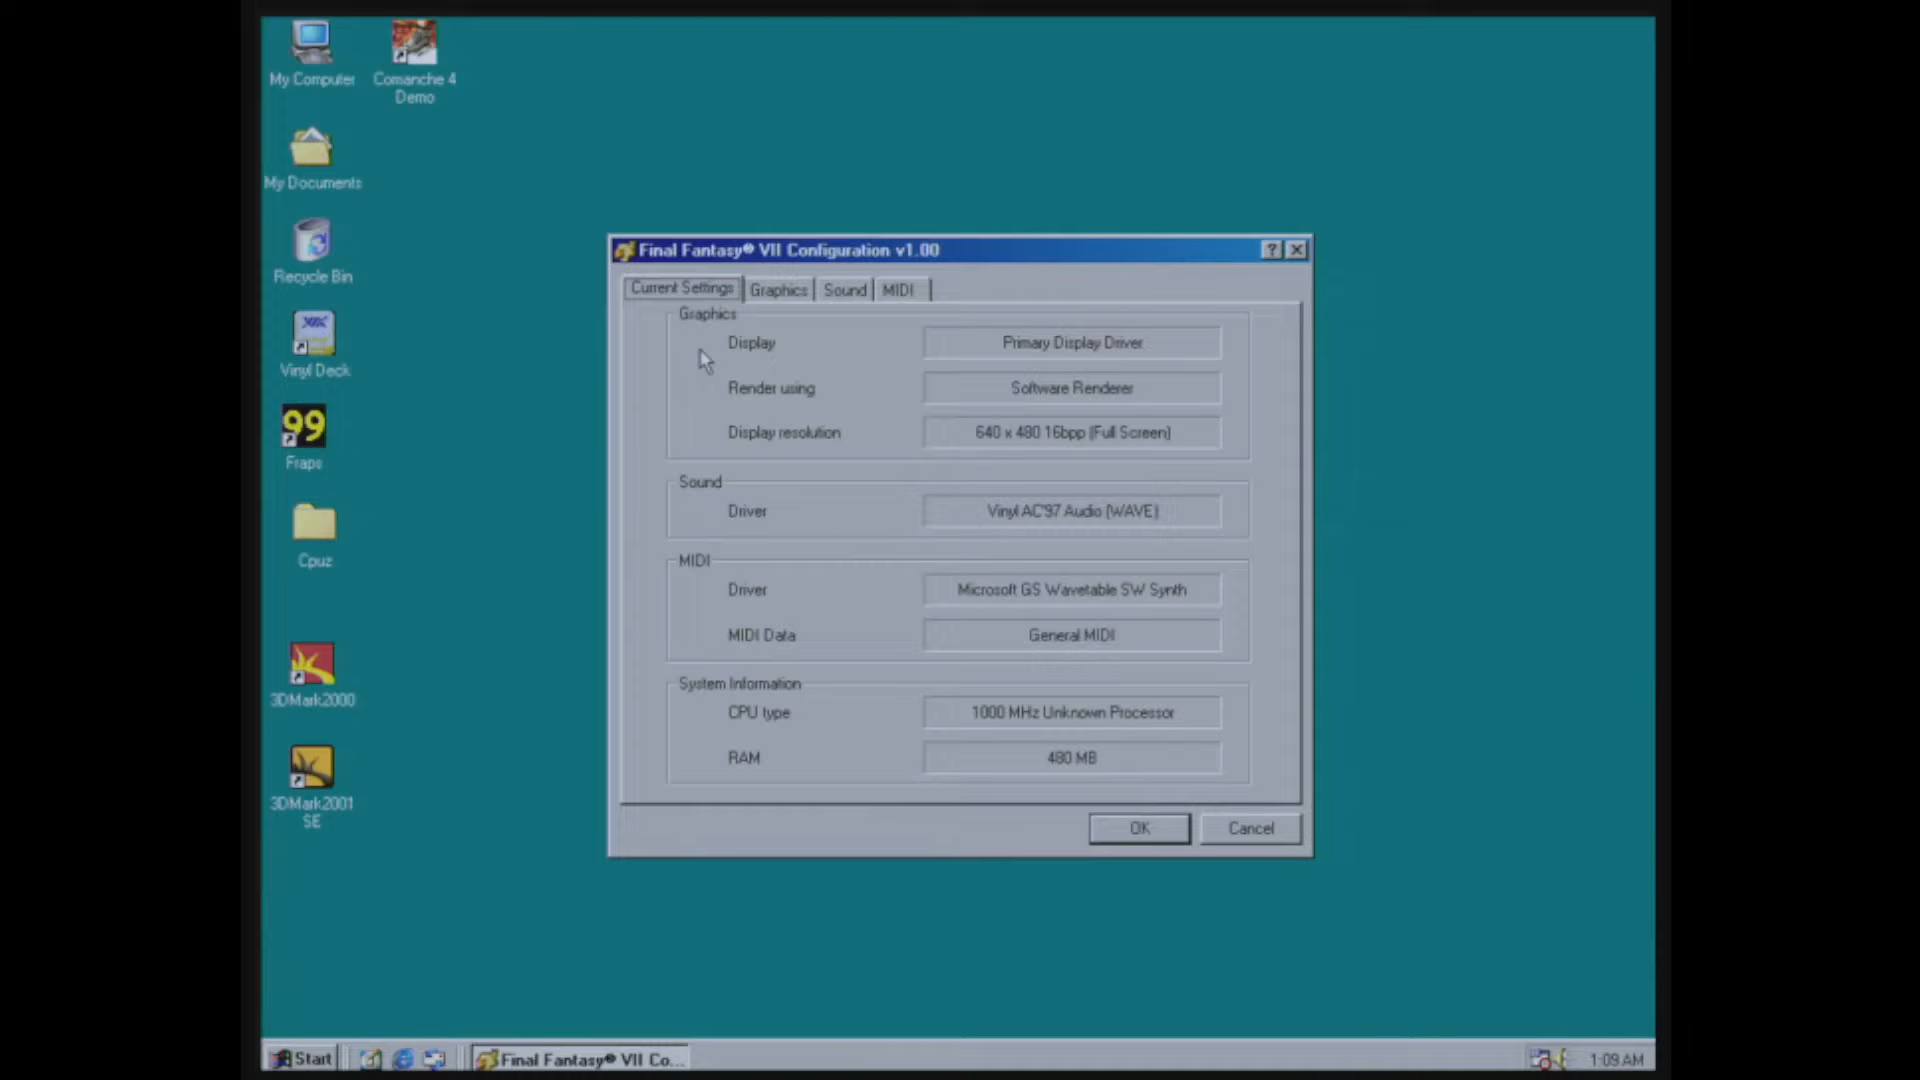 My Computer
Comanche 4
Demo
My Documents
Recycle Bin
Vinyl Deck
99
Fraps
Cpuz
3DMark2000
3DMark2001
SE
Final Fantasy® VII Configuration v1.00
Current Settings
Graphics
Sound
MIDI
Graphics
Display
Primary Display Driver
Render using
Software Renderer
Display resolution
640 x 480 16bpp (Full Screen)
Sound
Driver
Vinyl AC'97 Audio (WAVE)
MIDI
Driver
Microsoft GS Wavetable SW Synth
MIDI Data
General MIDI
System Information
CPU type
1000 MHz Unknown Processor
RAM
480 MB
OK
Cancel
Start
Final Fantasy® VII Co...
1:09 AM